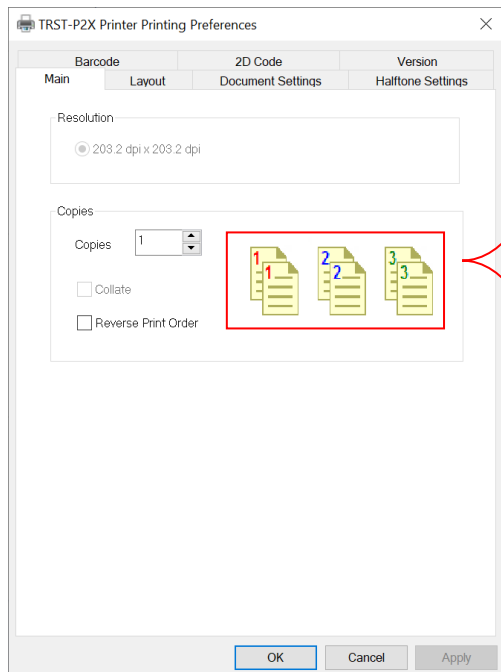 TRST-P2X Printer Printing Preferences
Barcode 2D Code Version
Main Layout Document Settings Halftone Settings
Resolution
203.2 dpi x 203.2 dpi
Copies
Copies 1
1 2 3
1 2 3
Collate
Reverse Print Order
OK Cancel Apply